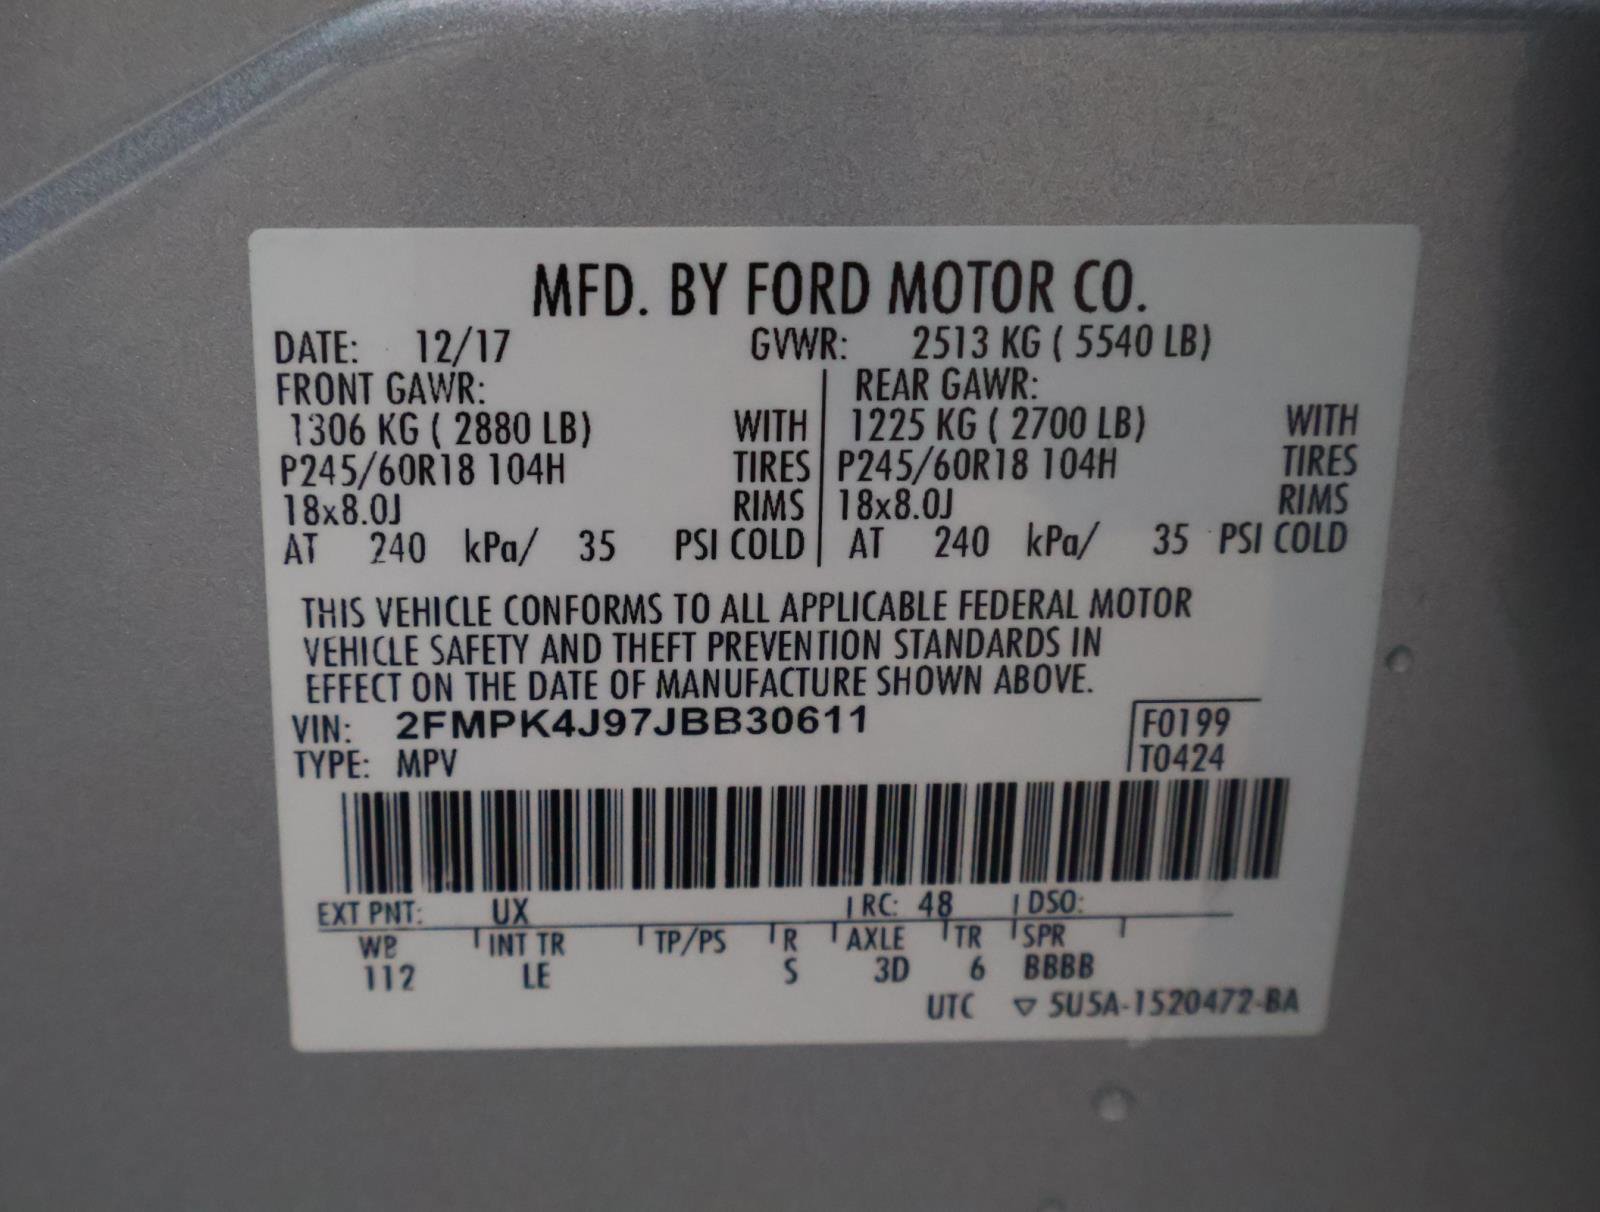 MFD. BY FORD MOTOR CO.
DATE: 12/17 GVWR: 2513 KG ( 5540 LB)
FRONT GAWR: REAR GAWR:
1306 KG ( 2880 LB) WITH 1225 KG ( 2700 LB) WITH
P245/60R18 104H TIRES P245/60R18 104H TIRES
18x8.0J RIMS 18x8.0J RIMS
AT 240 kPa/ 35 PSI COLD AT 240 kPa/ 35 PSI COLD
THIS VEHICLE CONFORMS TO ALL APPLICABLE FEDERAL MOTOR
VEHICLE SAFETY AND THEFT PREVENTION STANDARDS IN
EFFECT ON THE DATE OF MANUFACTURE SHOWN ABOVE.
VIN: 2FMPK4J97JBB30611 F0199
TYPE: MPV T0424
EXT PNT: UX RC: 48 DSO:
WB INT TR TP/PS R AXLE TR SPR
112 LE S 3D 6 BBBB
UTC ▽ 5U5A-1520472-BA